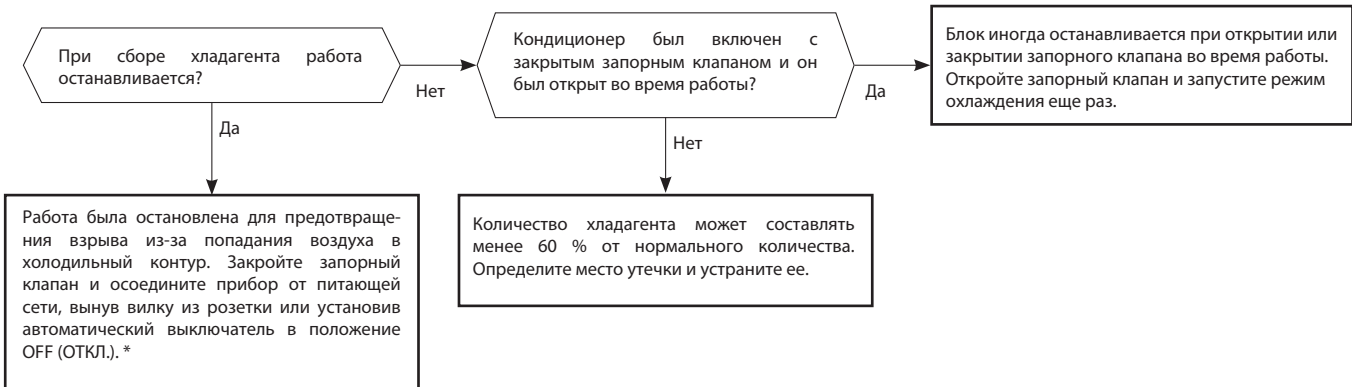 При сборе хладагента работа
останавливается?
Нет
Да
Кондиционер был включен с
закрытым запорным клапаном и он
был открыт во время работы?
Да
Нет
Блок иногда останавливается при открытии или
закрытии запорного клапана во время работы.
Откройте запорный клапан и запустите режим
охлаждения еще раз.
Работа была остановлена для предотвраще-
ния взрыва из-за попадания воздуха в
холодильный контур. Закройте запорный
клапан и осоедините прибор от питающей
сети, вынув вилку из розетки или установив
автоматический выключатель в положение
OFF (ОТКЛ.). *
Количество хладагента может составлять
менее 60 % от нормального количества.
Определите место утечки и устраните ее.